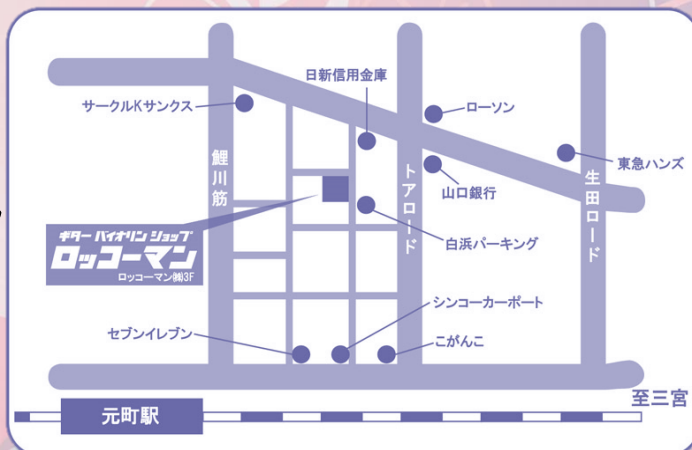 日新信用金庫
サークルKサンクス
ローソン
鯉川筋
トアロード
生田ロード
東急ハンズ
山口銀行
白浜パーキング
ギター バイオリン ショップ
ロッコーマン
ロッコーマン㈱3F
シンコーカーポート
セブンイレブン
こがんこ
至三宮
元町駅